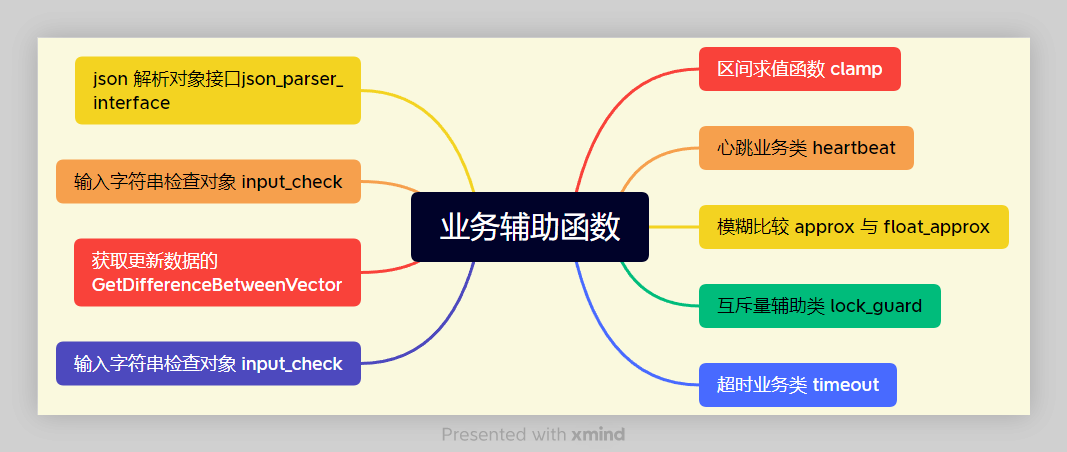 json 解析对象接口json_parser_
interface
输入字符串检查对象 input_check
获取更新数据的
GetDifferenceBetweenVector
输入字符串检查对象 input_check
业务辅助函数
区间求值函数 clamp
心跳业务类 heartbeat
模糊比较 approx 与 float_approx
互斥量辅助类 lock_guard
超时业务类 timeout
Presented with xmind